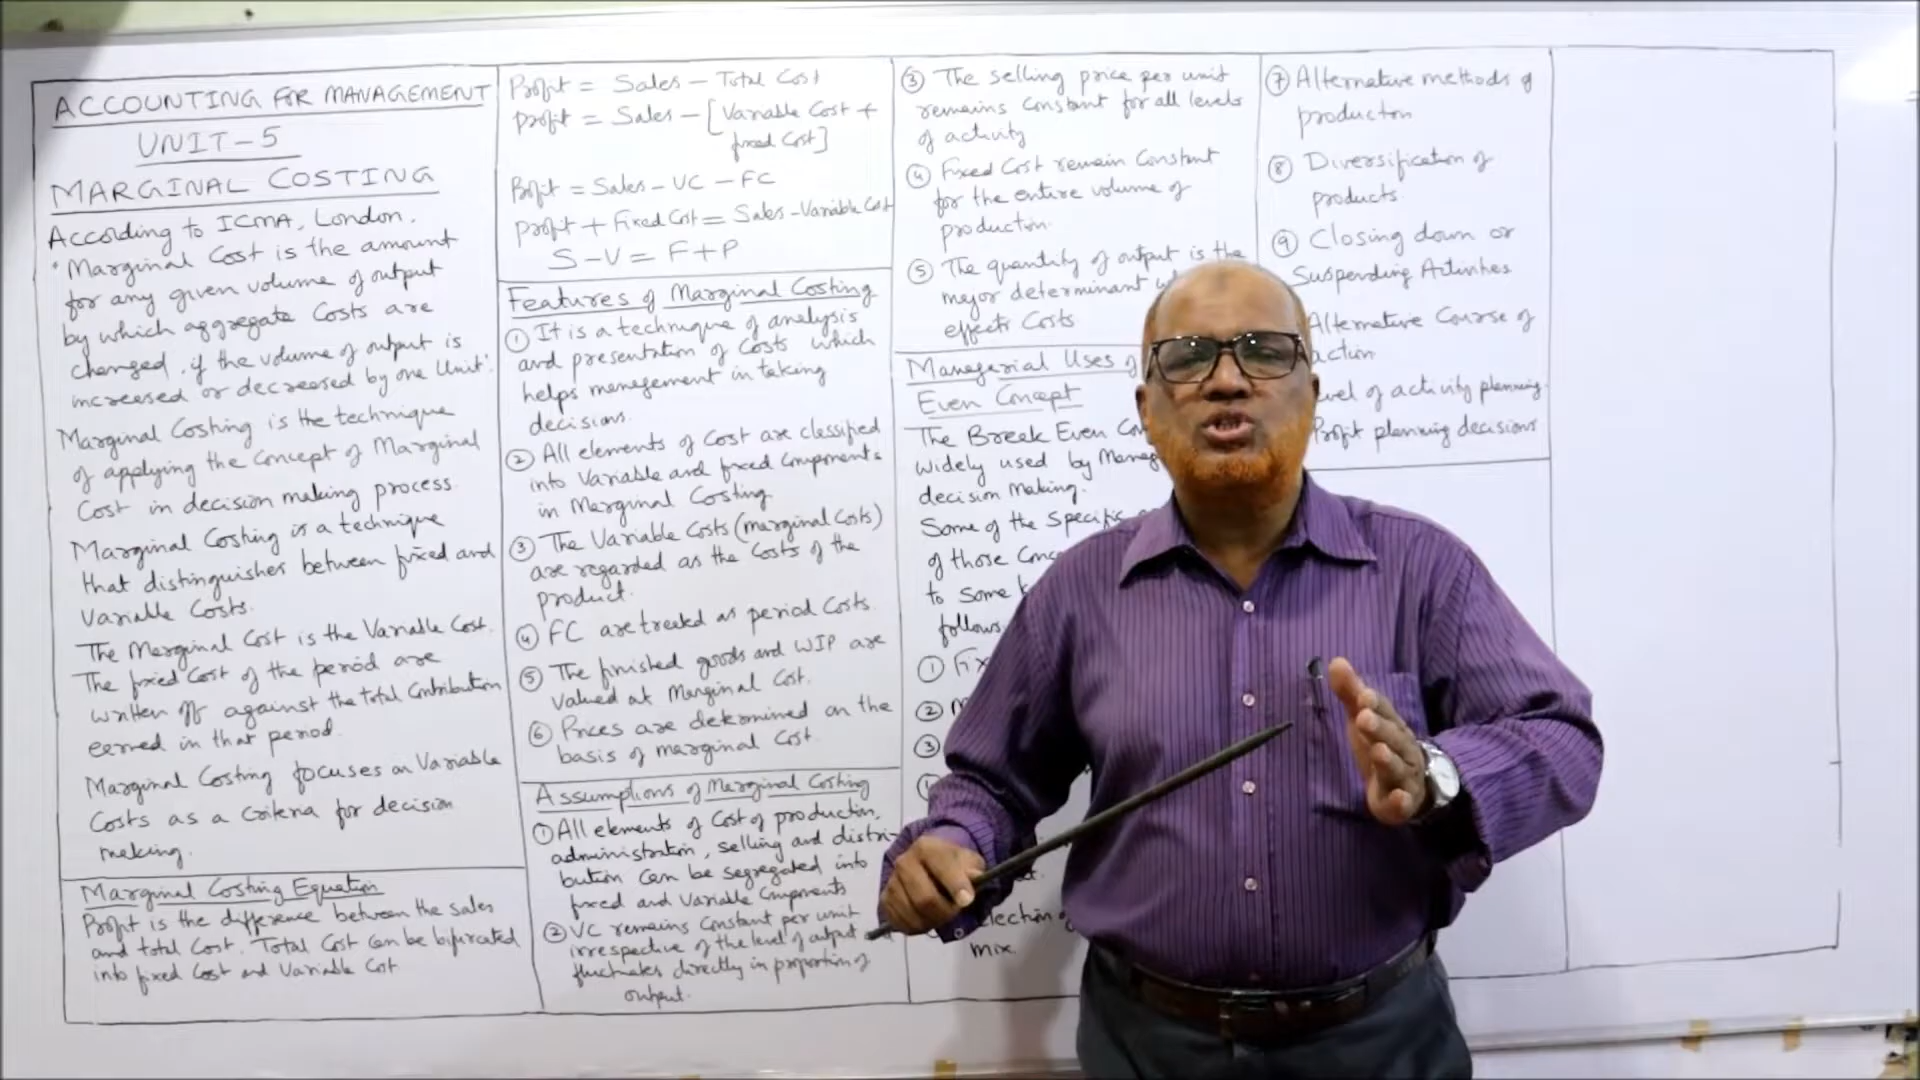 ACCOUNTING FOR MANAGEMENT
UNIT-5
MARGINAL COSTING
According to ICMA, London.
"Marginal Cost is the amount
for any given volume of output
by which aggregate Costs are
changed, if the volume of output is
increased or decreased by one Unit".
Marginal Costing is the technique
of applying the concept of Marginal
Cost in decision making process.
Marginal Costing is a technique
that distinguishes between fixed and
Variable Costs.
The Marginal Cost is the Variable Cost.
The fixed Cost of the period are
written off against the Total Contribution
earned in that period.
Marginal Costing focuses on Variable
Costs as a Criteria for decision
making.
Marginal Costing Equation
Profit is the difference between the sales
and total Cost. Total Cost can be bifurcated
into fixed Cost and Variable Cost
Profit = Sales - Total Cost
Profit = Sales - [Variable Cost +
fixed Cost]
Profit = Sales - VC - FC
Profit + Fixed Cost = Sales - Variable Cost
S-V = F+P
Features of Marginal Costing
① It is a technique of analysis
and presentation of Costs which
helps management in taking
decisions.
② All elements of Cost are classified
into Variable and fixed Components
in Marginal Costing.
③ The Variable Costs (marginal Costs)
are regarded as the Costs of the
product.
④ FC are treated as period Costs.
⑤ The finished goods and WIP are
Valued at Marginal Cost.
⑥ Prices are determined on the
basis of marginal Cost.
Assumptions of Marginal Costing
① All elements of Cost of production,
administration, selling and distri-
bution Can be segregated into
fixed and Variable Components
② VC remains Constant per unit
irrespective of the level of output and
fluctuates directly in proportion of
output.
③ The selling price per unit
remains Constant for all levels
of activity
④ Fixed Cost remain Constant
for the entire volume of
production.
⑤ The quantity of output is the
major determinant
effects Costs
Managerial Uses of
Even Concept
The Break Even
widely used by
decision Making.
Some of the Specific
of those
to some
follows
①
②
③
Selection of
mix.
⑦ Alternative methods of
production
⑧ Diversification of
products.
⑨ Closing down or
Suspending Activities
Alternative Course of
action
level of activity planning.
Profit planning decisions